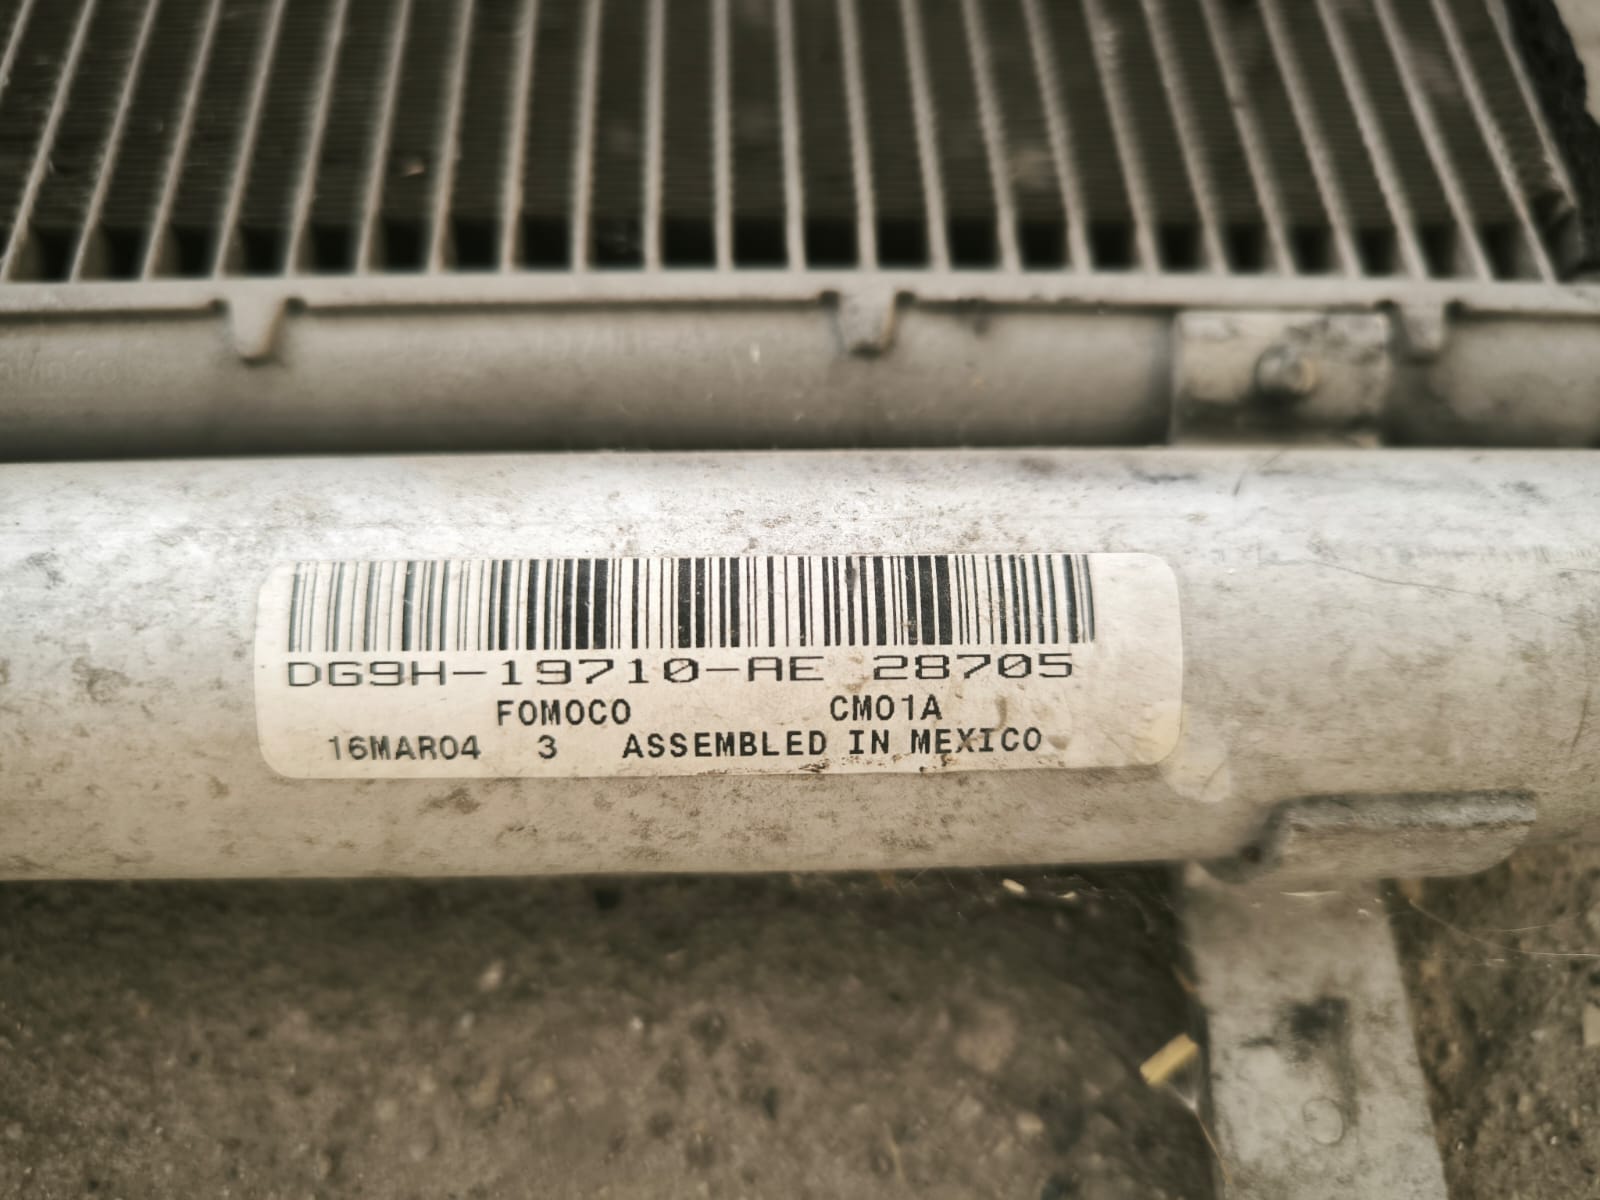 DG9H-19710-AE 28705
FOMOCO CM01A
16MAR04 3 ASSEMBLED IN MEXICO